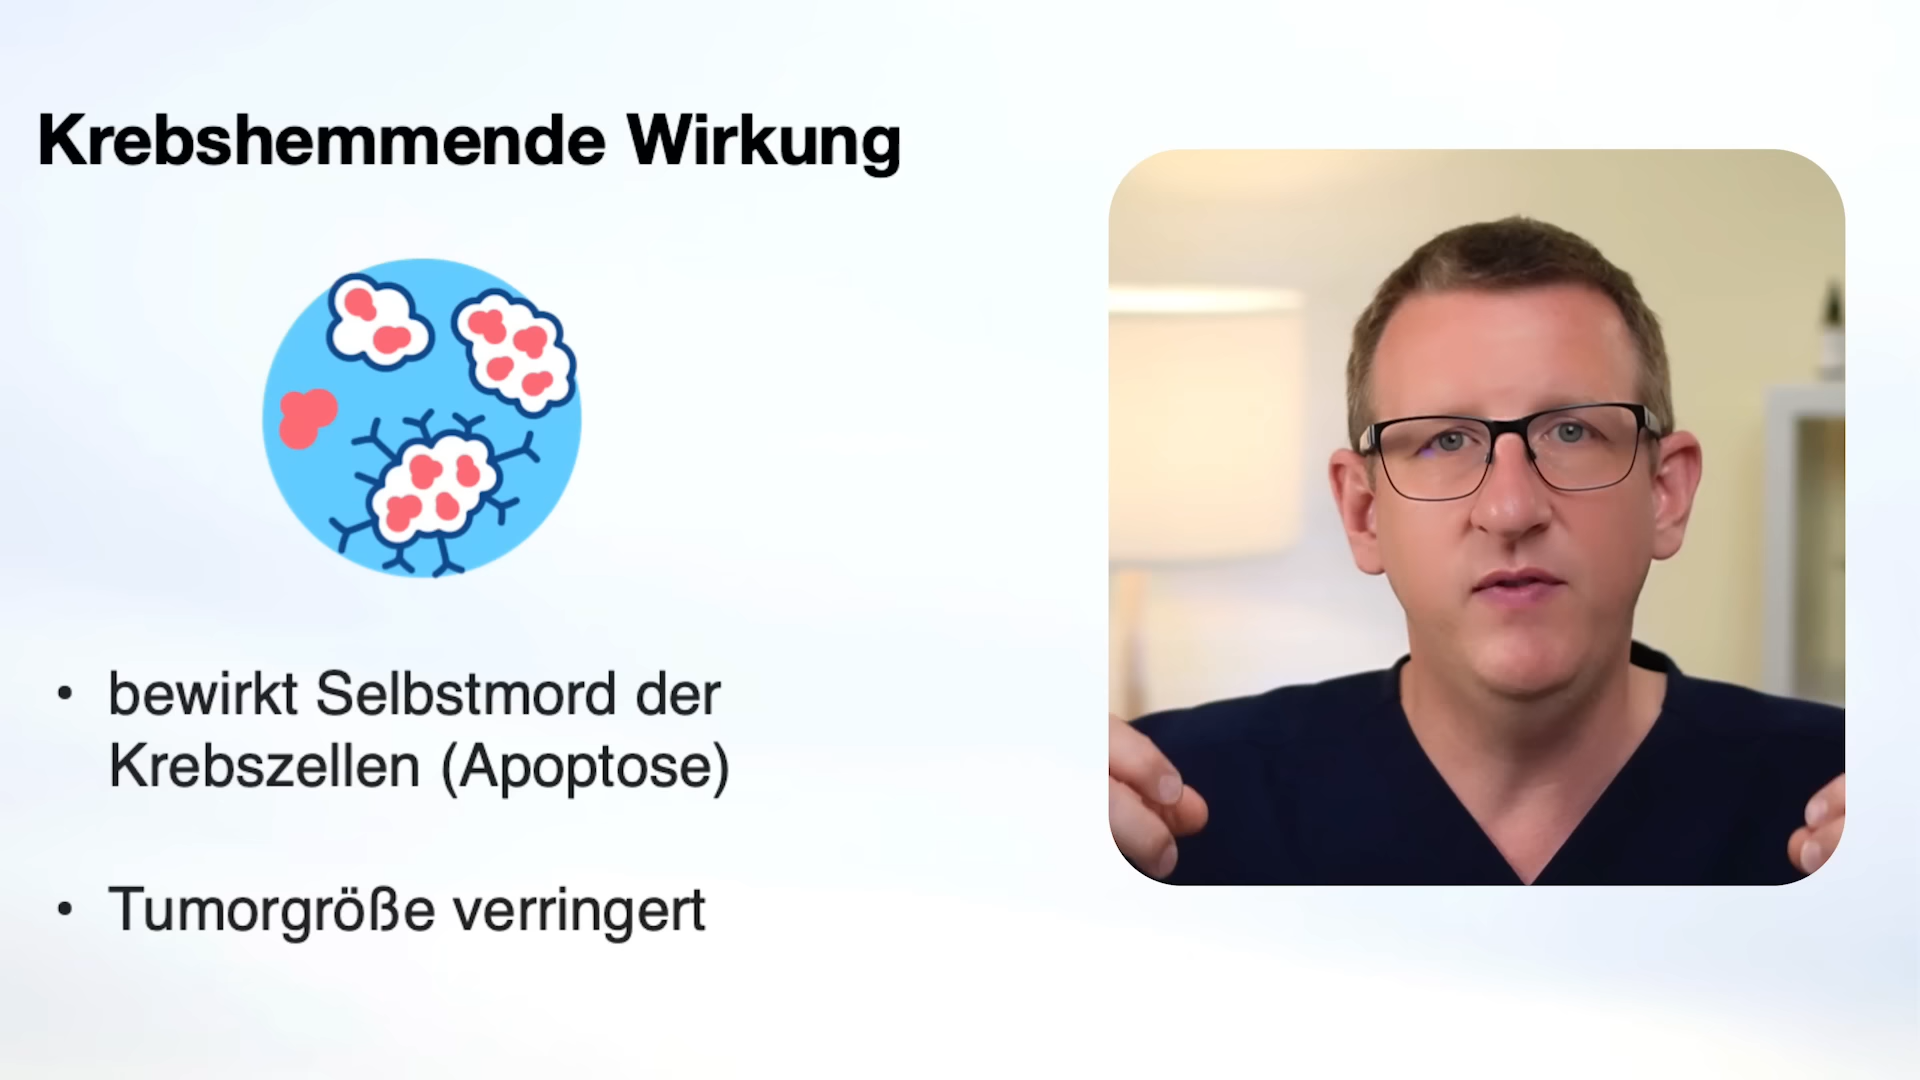 Krebshemmende Wirkung
• bewirkt Selbstmord der
Krebszellen (Apoptose)
• Tumorgröße verringert